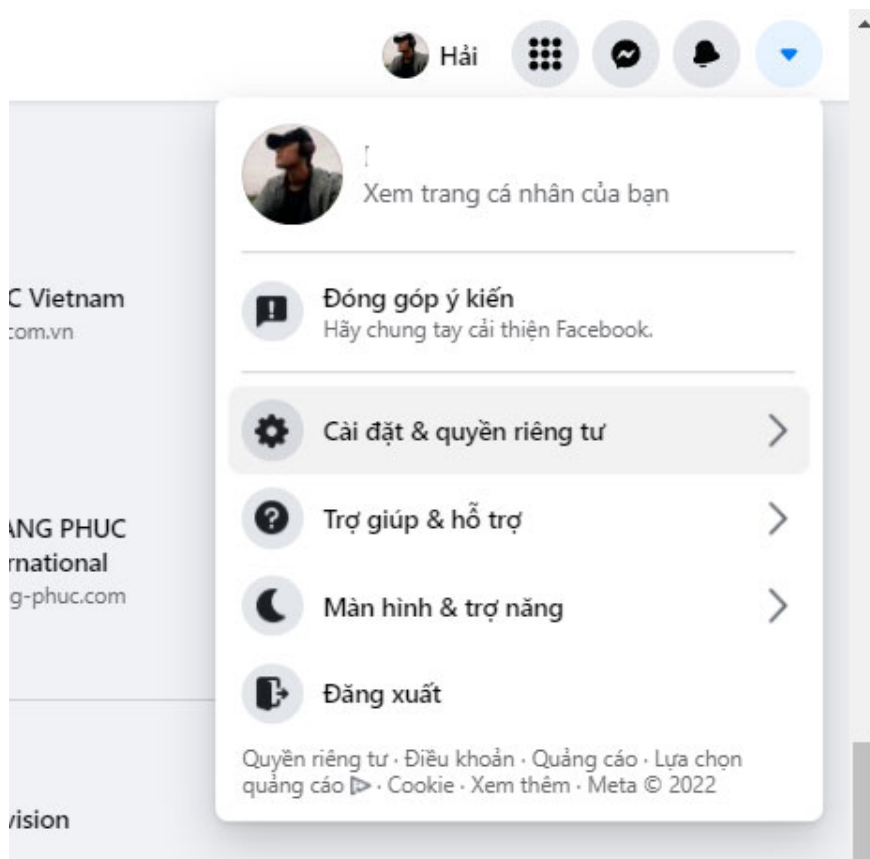 Hải
Xem trang cá nhân của bạn
C Vietnam
com.vn
Đóng góp ý kiến
Hãy chung tay cải thiện Facebook.
Cài đặt & quyền riêng tư
Trợ giúp & hỗ trợ
ANG PHUC
rnational
g-phuc.com
Màn hình & trợ năng
Đăng xuất
Quyền riêng tư · Điều khoản · Quảng cáo · Lựa chọn
quảng cáo · Cookie · Xem thêm · Meta © 2022
vision